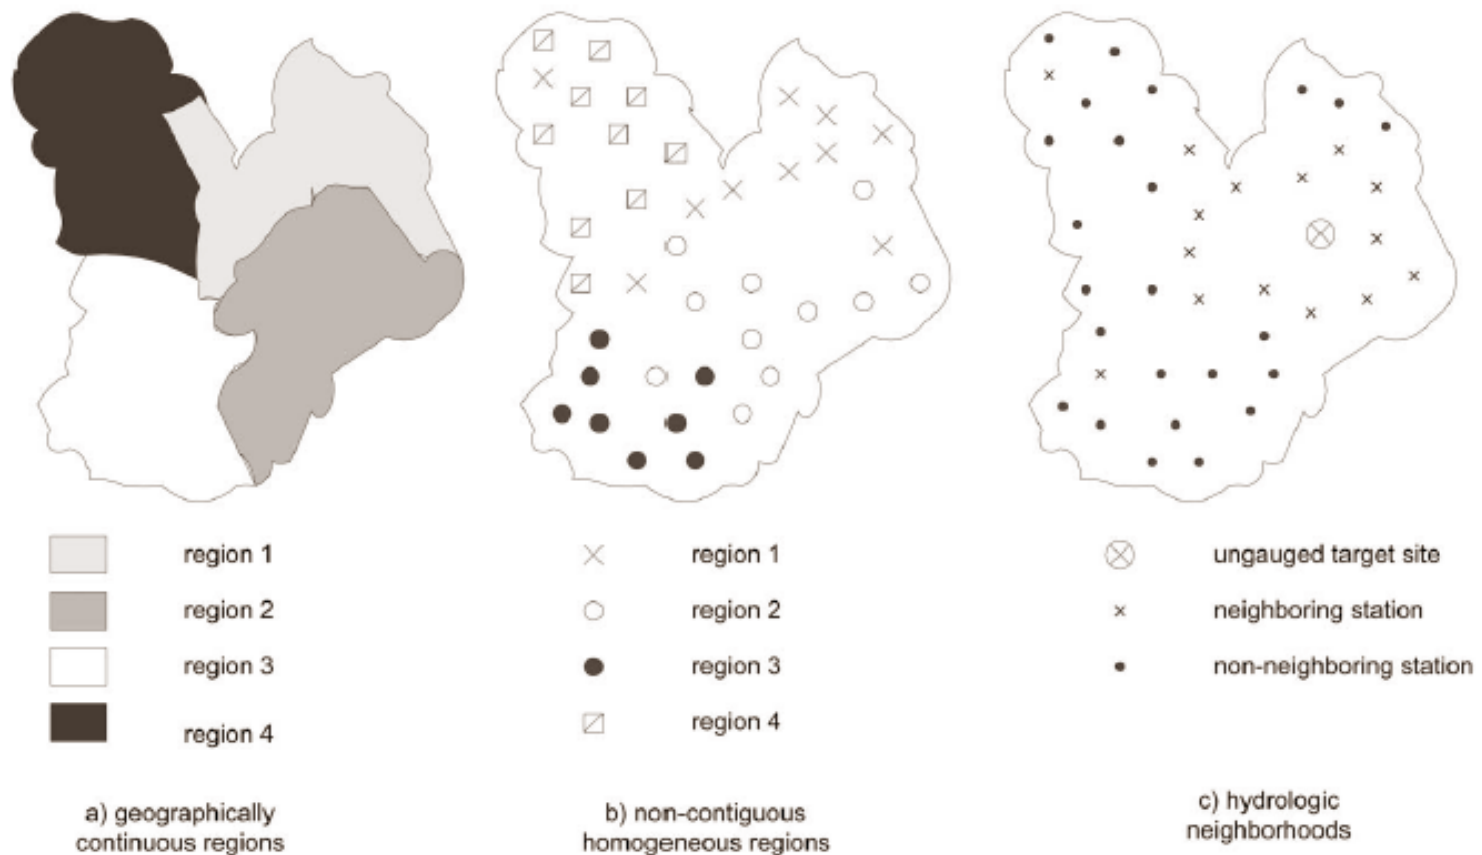 region 1
region 2
region 3
region 4
a) geographically
continuous regions
region 1
region 2
region 3
region 4
b) non-contiguous
homogeneous regions
ungauged target site
neighboring station
non-neighboring station
c) hydrologic
neighborhoods